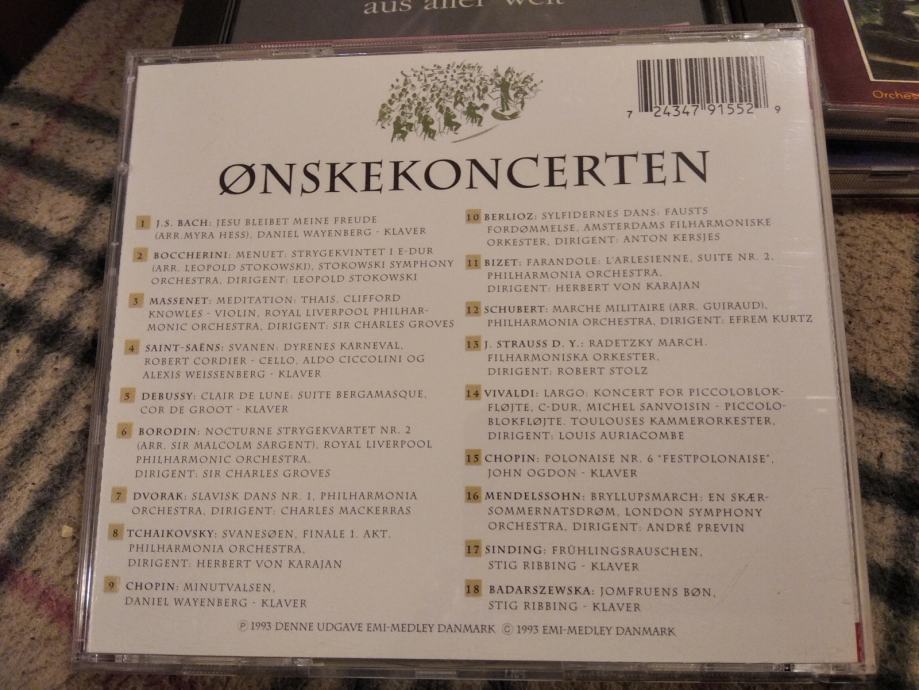 aus aller Welt
Orches
7 24347 91552 9
ØNSKEKONCERTEN
1 J.S. BACH: JESU BLEIBET MEINE FREUDE
(ARR. MYRA HESS), DANIEL WAYENBERG - KLAVER
2 BOCCHERINI: MENUET: STRYGEKVINTET I E-DUR
(ARR. LEOPOLD STOKOWSKI), STOKOWSKI SYMPHONY
ORCHESTRA, DIRIGENT: LEOPOLD STOKOWSKI
3 MASSENET: MEDITATION: THAIS, CLIFFORD
KNOWLES - VIOLIN, ROYAL LIVERPOOL PHILHAR-
MONIC ORCHESTRA, DIRIGENT: SIR CHARLES GROVES
4 SAINT-SAËNS: SVANEN: DYRENES KARNEVAL,
ROBERT CORDIER - CELLO, ALDO CICCOLINI OG
ALEXIS WEISSENBERG - KLAVER
5 DEBUSSY: CLAIR DE LUNE: SUITE BERGAMASQUE,
COR DE GROOT - KLAVER
6 BORODIN: NOCTURNE STRYGEKVARTET NR. 2
(ARR. SIR MALCOLM SARGENT), ROYAL LIVERPOOL
PHILHARMONIC ORCHESTRA,
DIRIGENT: SIR CHARLES GROVES
7 DVORAK: SLAVISK DANS NR. 1, PHILHARMONIA
ORCHESTRA, DIRIGENT: CHARLES MACKERRAS
8 TCHAIKOVSKY: SVANESØEN, FINALE 1. AKT.
PHILHARMONIA ORCHESTRA,
DIRIGENT: HERBERT VON KARAJAN
9 CHOPIN: MINUTVALSEN,
DANIEL WAYENBERG - KLAVER
10 BERLIOZ: SYLFIDERNES DANS: FAUSTS
FORDØMMELSE, AMSTERDAMS FILHARMONISKE
ORKESTER, DIRIGENT: ANTON KERSJES
11 BIZET: FARANDOLE: L'ARLESIENNE, SUITE NR. 2,
PHILHARMONIA ORCHESTRA,
DIRIGENT: HERBERT VON KARAJAN
12 SCHUBERT: MARCHE MILITAIRE (ARR. GUIRAUD),
PHILHARMONIA ORCHESTRA, DIRIGENT: EFREM KURTZ
13 J. STRAUSS D. Y.: RADETZKY MARCH.
FILHARMONISKA ORKESTER,
DIRIGENT: ROBERT STOLZ
14 VIVALDI: LARGO: KONCERT FOR PICCOLOBLOK-
FLØJTE, C-DUR, MICHEL SANVOISIN - PICCOLO-
BLOKFLØJTE. TOULOUSES KAMMERORKESTER,
DIRIGENT: LOUIS AURIACOMBE
15 CHOPIN: POLONAISE NR. 6 "FESTPOLONAISE",
JOHN OGDON - KLAVER
16 MENDELSSOHN: BRYLLUPSMARCH: EN SKÆR-
SOMMERNATSDRØM, LONDON SYMPHONY
ORCHESTRA, DIRIGENT: ANDRÉ PREVIN
17 SINDING: FRÜHLINGSRAUSCHEN,
STIG RIBBING - KLAVER
18 BADARSZEWSKA: JOMFRUENS BØN,
STIG RIBBING - KLAVER
℗ 1993 DENNE UDGAVE EMI-MEDLEY DANMARK © 1993 EMI-MEDLEY DANMARK